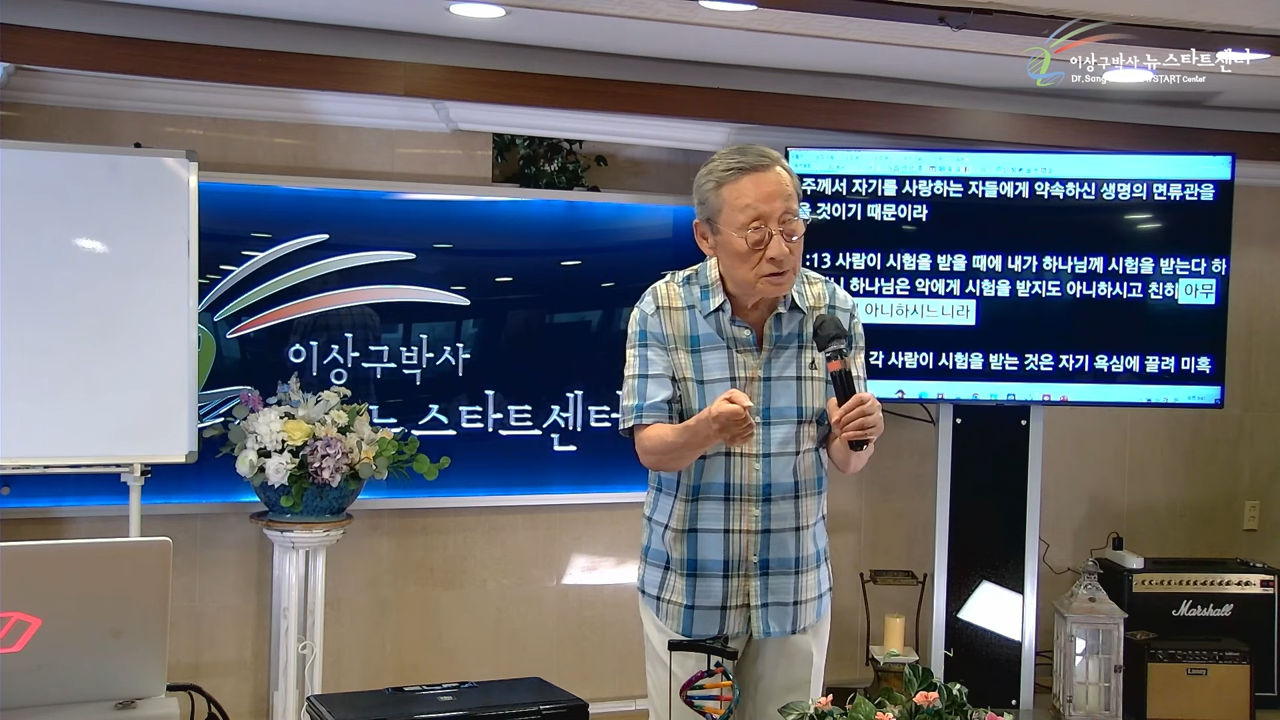 이상구박사 뉴스타트센터
Dr. Sang START Center
주께서 자기를 사랑하는 자들에게 약속하신 생명의 면류관을
것이기 때문이라
:13 사람이 시험을 받을 때에 내가 하나님께 시험을 받는다 하
하나님은 악에게 시험을 받지도 아니하시고 친히 아무
아니하시느니라
각 사람이 시험을 받는 것은 자기 욕심에 끌려 미혹
이상구박사
뉴스타트센터
Marshall
Laney